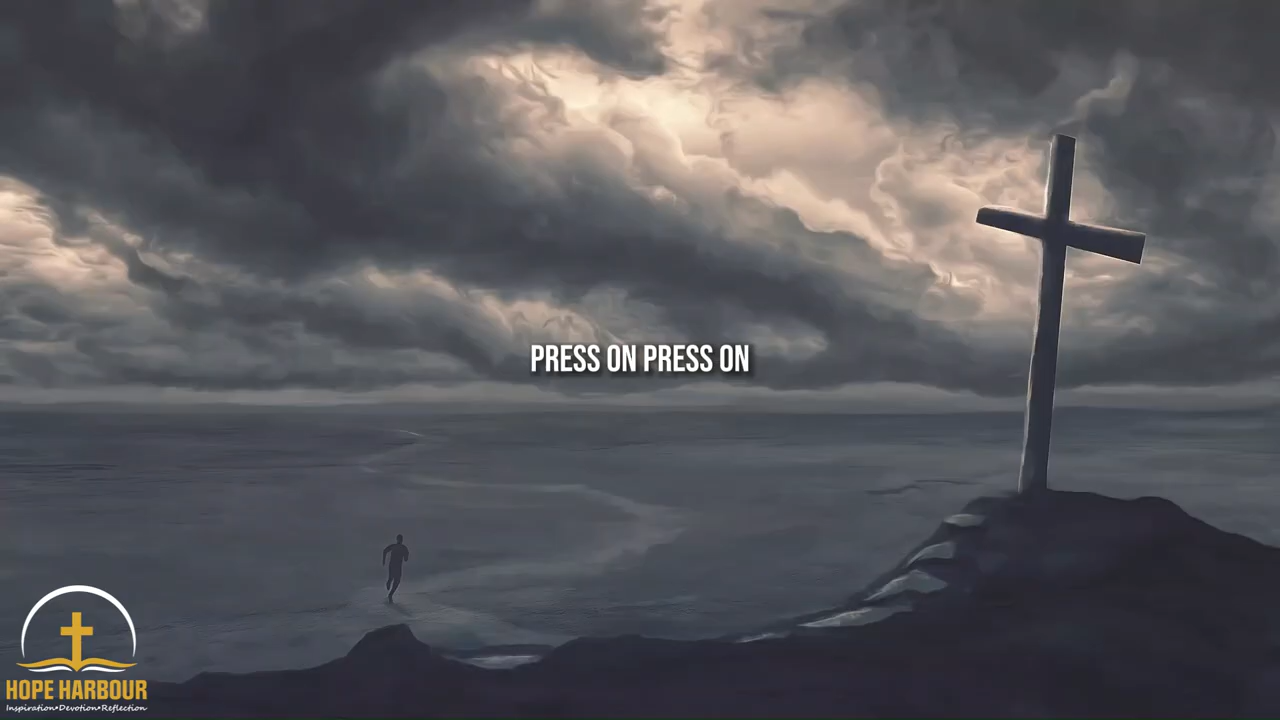 PRESS ON PRESS ON
HOPE HARBOUR
Inspiration•Devotion•Reflection